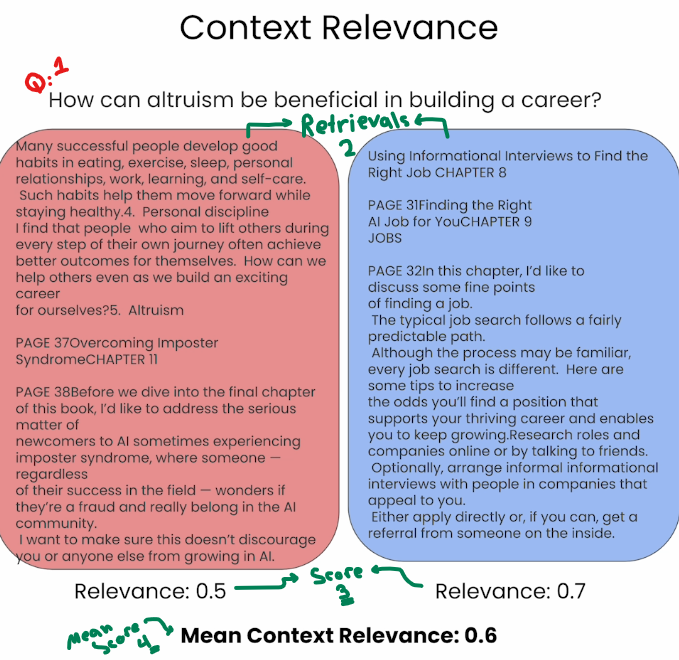 Context Relevance
Q:1
How can altruism be beneficial in building a career?
Retrievals
2
Many successful people develop good
habits in eating, exercise, sleep, personal
relationships, work, learning, and self-care.
Such habits help them move forward while
staying healthy.4.  Personal discipline
I find that people  who aim to lift others during
every step of their own journey often achieve
better outcomes for themselves.  How can we
help others even as we build an exciting
career
for ourselves?5.  Altruism
PAGE 37Overcoming Imposter
SyndromeCHAPTER 11
PAGE 38Before we dive into the final chapter
of this book, I'd like to address the serious
matter of
newcomers to AI sometimes experiencing
imposter syndrome, where someone —
regardless
of their success in the field — wonders if
they're a fraud and really belong in the AI
community.
I want to make sure this doesn't discourage
you or anyone else from growing in AI.
Using Informational Interviews to Find the
Right Job CHAPTER 8
PAGE 31Finding the Right
AI Job for YouCHAPTER 9
JOBS
PAGE 32In this chapter, I'd like to
discuss some fine points
of finding a job.
The typical job search follows a fairly
predictable path.
Although the process may be familiar,
every job search is different.  Here are
some tips to increase
the odds you'll find a position that
supports your thriving career and enables
you to keep growing.Research roles and
companies online or by talking to friends.
Optionally, arrange informal informational
interviews with people in companies that
appeal to you.
Either apply directly or, if you can, get a
referral from someone on the inside.
Relevance: 0.5
Score
3
Relevance: 0.7
Mean
Score
4
Mean Context Relevance: 0.6